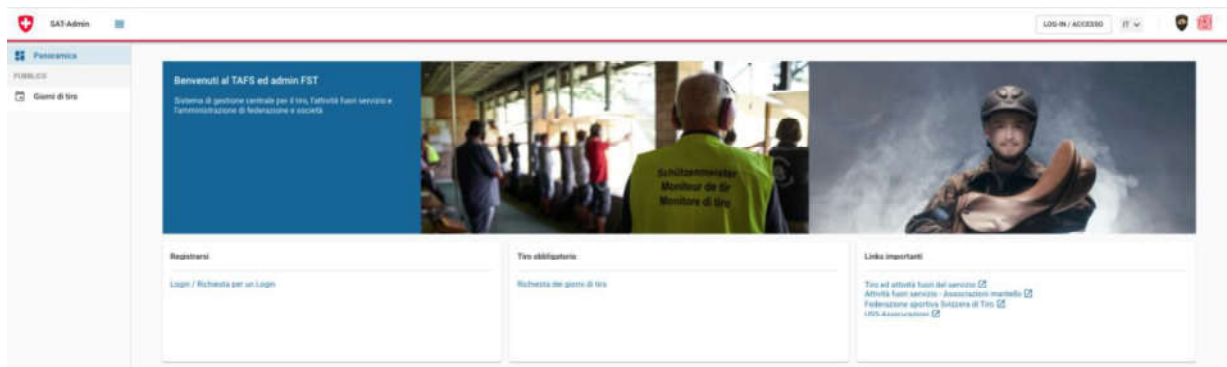 SAT-Admin
LOG-IN / ACCESSO
IT
Panoramica
PUBBLICO
Giorni di tiro
Benvenuti al TAFS ed admin FST
Sistema di gestione centrale per il tiro, l'attività fuori servizio e
l'amministrazione di federazione e società
Schützenmeister
Moniteur de tir
Monitore di tiro
Registrarsi
Login / Richiesta per un Login
Tiro obbligatorio
Richiesta dei giorni di tiro
Links importanti
Tiro ed attività fuori del servizio
Attività fuori servizio - Associazioni mantello
Federazione sportiva Svizzera di Tiro
USS Assicurazioni